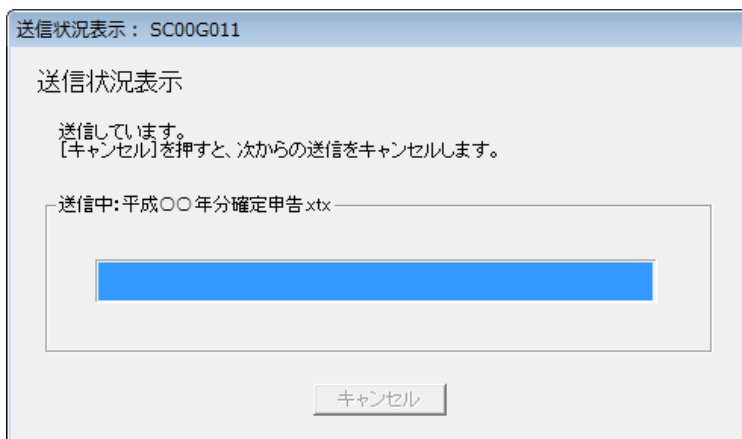 送信状況表示： SC00G011
送信状況表示
送信しています。
[キャンセル]を押すと、次からの送信をキャンセルします。
送信中:平成○○年分確定申告.xtx
キャンセル